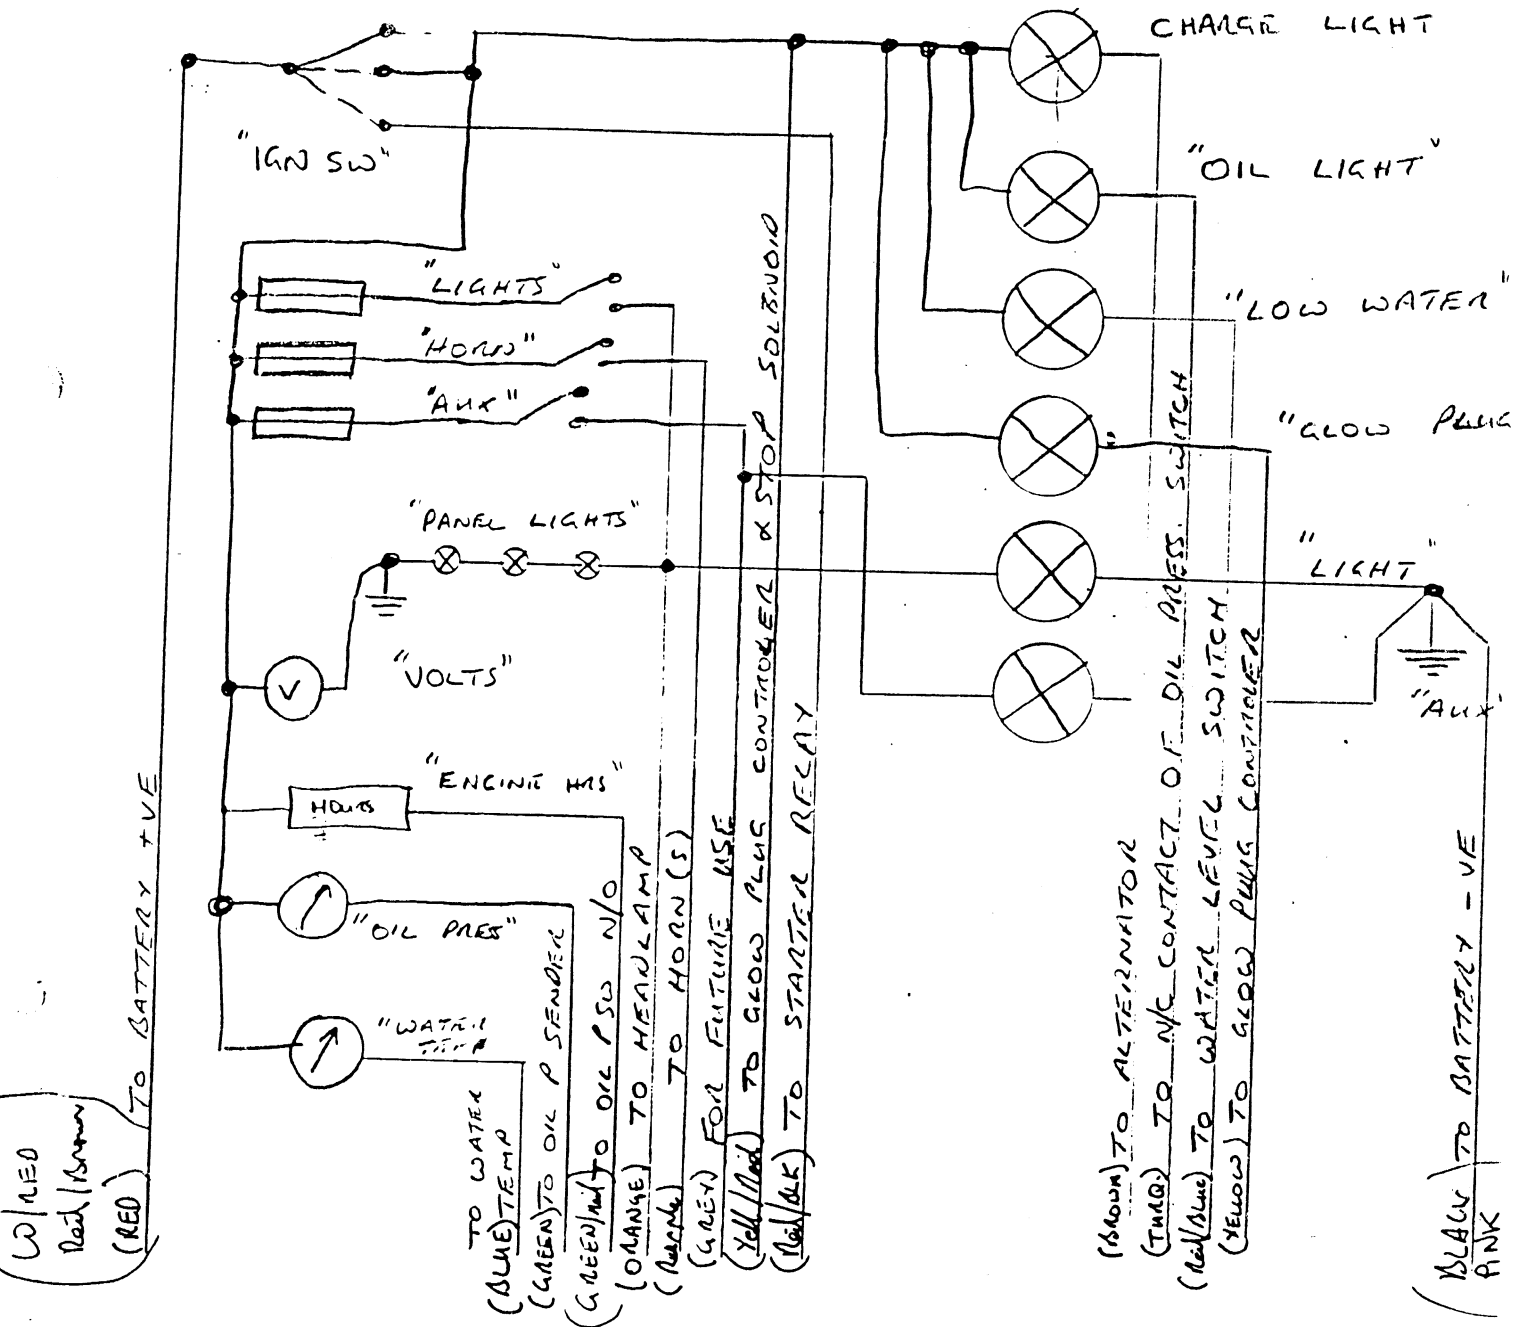 CHARGE LIGHT
"IGN SW"
"OIL LIGHT"
"LIGHTS"
"LOW WATER"
"HORN"
"AUX"
"GLOW PLUG"
"PANEL LIGHTS"
"LIGHT"
V
"VOLTS"
"AUX"
"ENGINE HRS"
HOURS
"OIL PRESS"
"WATER
TEMP
W/RED
Red/Brown
(RED)
TO BATTERY +VE
TO WATER
(BLUE) TEMP
(GREEN) TO OIL P SENDER
(GREEN/Red) TO OIL P SW N/O
(ORANGE) TO HEADLAMP
(Purple) TO HORN(S)
(GREY) FOR FUTURE USE
(Yell/Red) TO GLOW PLUG CONTROLER & STOP SOLENOID
(Red/BLK) TO STARTER RELAY
(BROWN) TO ALTERNATOR
(TURQ.) TO N/C CONTACT OF OIL PRESS. SWITCH
(Red/Blue) TO WATER LEVEL SWITCH
(YELLOW) TO GLOW PLUG CONTROLER
(BLACK) TO BATTERY -VE
PINK